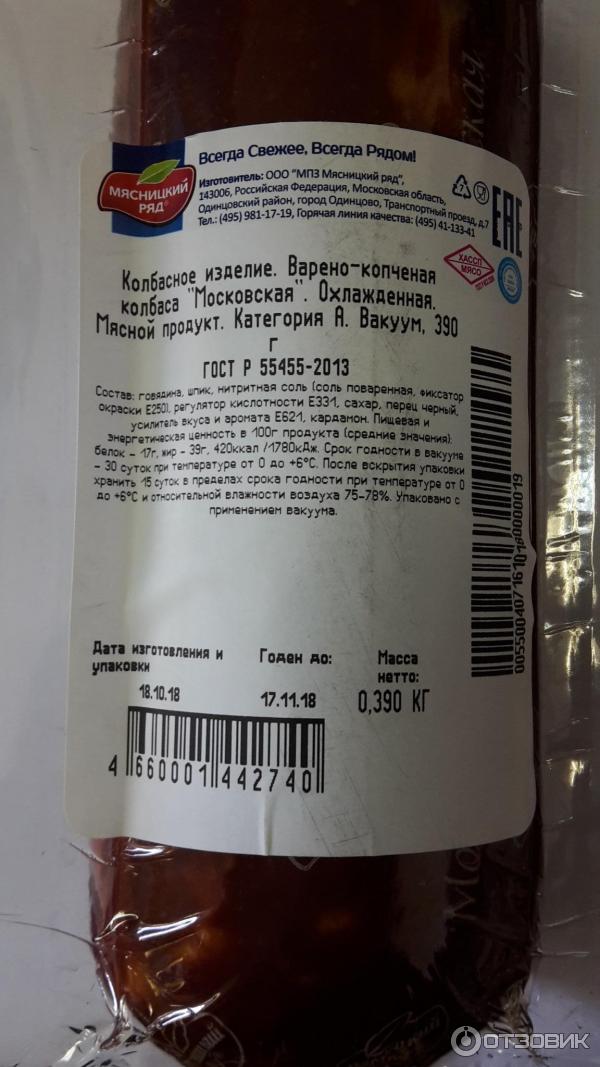 Всегда Свежее, Всегда Рядом!
МЯСНИЦКИЙ
РЯД
Изготовитель: ООО "МПЗ Мясницкий ряд",
143006, Российская Федерация, Московская область,
Одинцовский район, город Одинцово, Транспортный проезд, д.7
Тел.: (495) 981-17-19, Горячая линия качества: (495) 41-133-41
7
EAC
ХАССП
МЯСО
Колбасное изделие. Варено-копченая
колбаса "Московская". Охлажденная.
Мясной продукт. Категория А. Вакуум, 390
г
ГОСТ Р 55455-2013
Состав: говядина, шпик, нитритная соль (соль поваренная, фиксатор
окраски Е250), регулятор кислотности Е331, сахар, перец черный,
усилитель вкуса и аромата Е621, кардамон. Пищевая и
энергетическая ценность в 100г продукта (средние значения):
белок - 17г, жир - 39г, 420ккал /1780кДж. Срок годности в вакууме
- 30 суток при температуре от 0 до +6°С. После вскрытия упаковки
хранить 15 суток в пределах срока годности при температуре от 0
до +6°С и относительной влажности воздуха 75-78%. Упаковано с
применением вакуума.
Дата изготовления и
упаковки
Годен до:
Масса
нетто:
18.10.18
17.11.18
0,390 КГ
4 660001 442740
005500407161018000000019
ОТЗОВИК